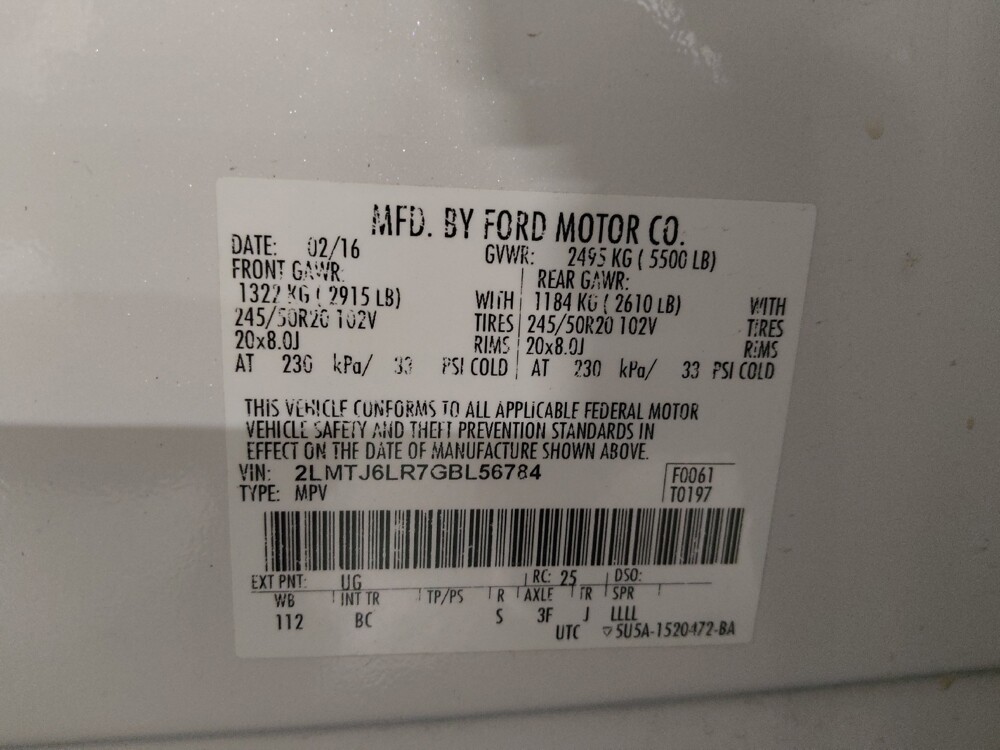 MFD. BY FORD MOTOR CO.
DATE: 02/16 GVWR: 2495 KG ( 5500 LB)
FRONT GAWR: REAR GAWR:
1322 KG ( 2915 LB) WITH 1184 KG ( 2610 LB) WITH
245/50R20 102V TIRES 245/50R20 102V TIRES
20x8.0J RIMS 20x8.0J RIMS
AT 230 kPa/ 33 PSI COLD AT 230 kPa/ 33 PSI COLD
THIS VEHICLE CONFORMS TO ALL APPLICABLE FEDERAL MOTOR
VEHICLE SAFETY AND THEFT PREVENTION STANDARDS IN
EFFECT ON THE DATE OF MANUFACTURE SHOWN ABOVE.
VIN: 2LMTJ6LR7GBL56784 F0061
TYPE: MPV T0197
EXT PNT: UG RC: 25 DSO:
WB INT TR TP/PS R AXLE TR SPR
112 BC S 3F J LLLL
UTC ▽5U5A-1520472-BA